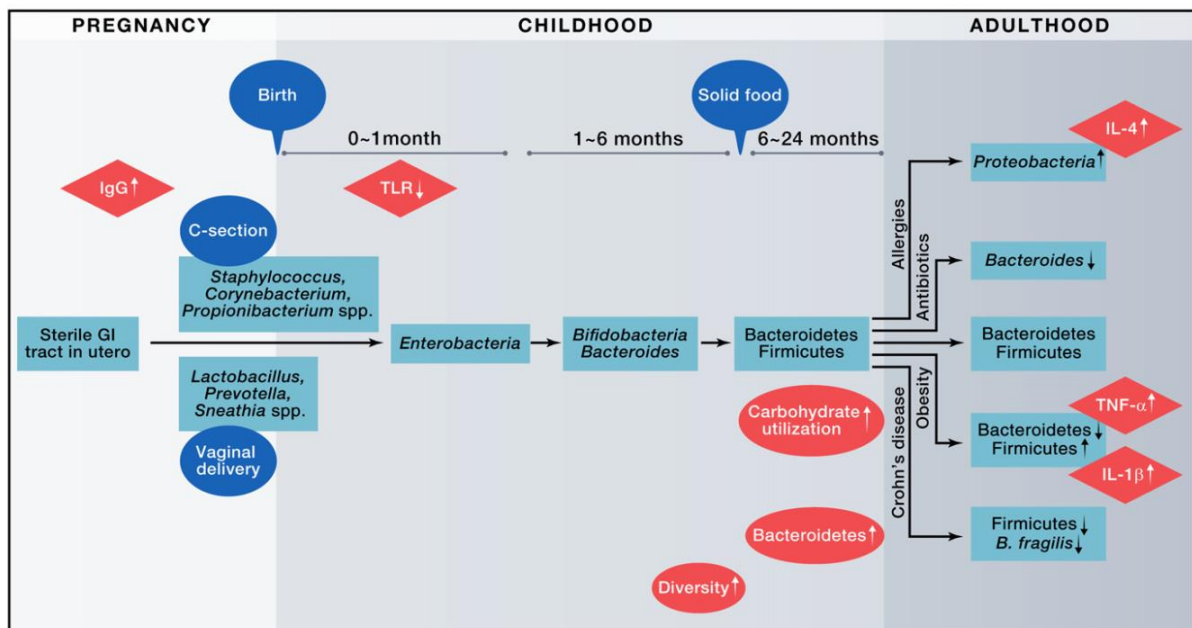 PREGNANCY
CHILDHOOD
ADULTHOOD
Birth
Solid food
0~1month
1~6 months
6~24 months
IL-4↑
Proteobacteria↑
IgG↑
TLR↓
C-section
Staphylococcus,
Corynebacterium,
Propionibacterium spp.
Allergies
Antibiotics
Bacteroides↓
Sterile GI
tract in utero
Enterobacteria
Bifidobacteria
Bacteroides
Bacteroidetes
Firmicutes
Bacteroidetes
Firmicutes
Lactobacillus,
Prevotella,
Sneathia spp.
Vaginal
delivery
Carbohydrate
utilization↑
Crohn's disease
Obesity
TNF-α↑
Bacteroidetes↓
Firmicutes↑
IL-1β↑
Bacteroidetes↑
Firmicutes↓
B. fragilis↓
Diversity↑